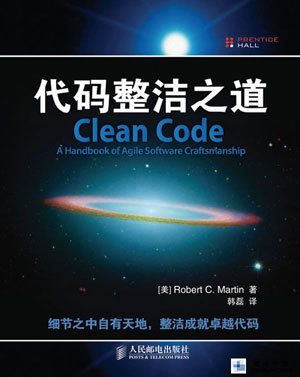 PRENTICE
HALL
代码整洁之道
Clean Code
A Handbook of Agile Software Craftsmanship
[美] Robert C. Martin 著
韩磊 译
细节之中自有天地，整洁成就卓越代码
人民邮电出版社
POSTS & TELECOM PRESS